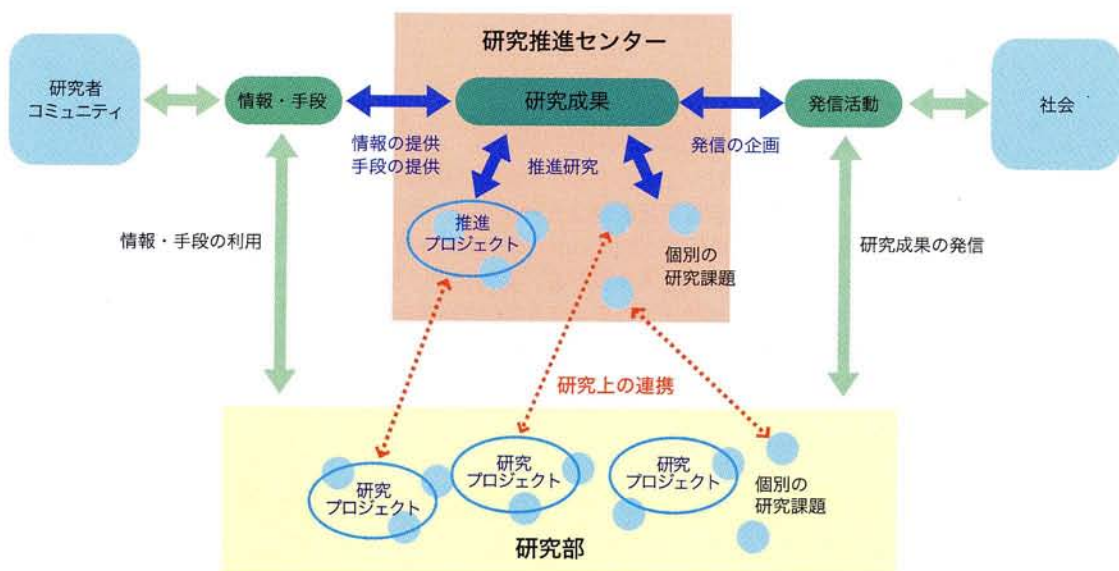 研究推進センター
研究者
コミュニティ
情報・手段
研究成果
発信活動
社会
情報の提供
手段の提供
推進研究
発信の企画
推進
プロジェクト
個別の
研究課題
情報・手段の利用
研究成果の発信
研究上の連携
研究
プロジェクト
研究
プロジェクト
研究
プロジェクト
個別の
研究課題
研究部